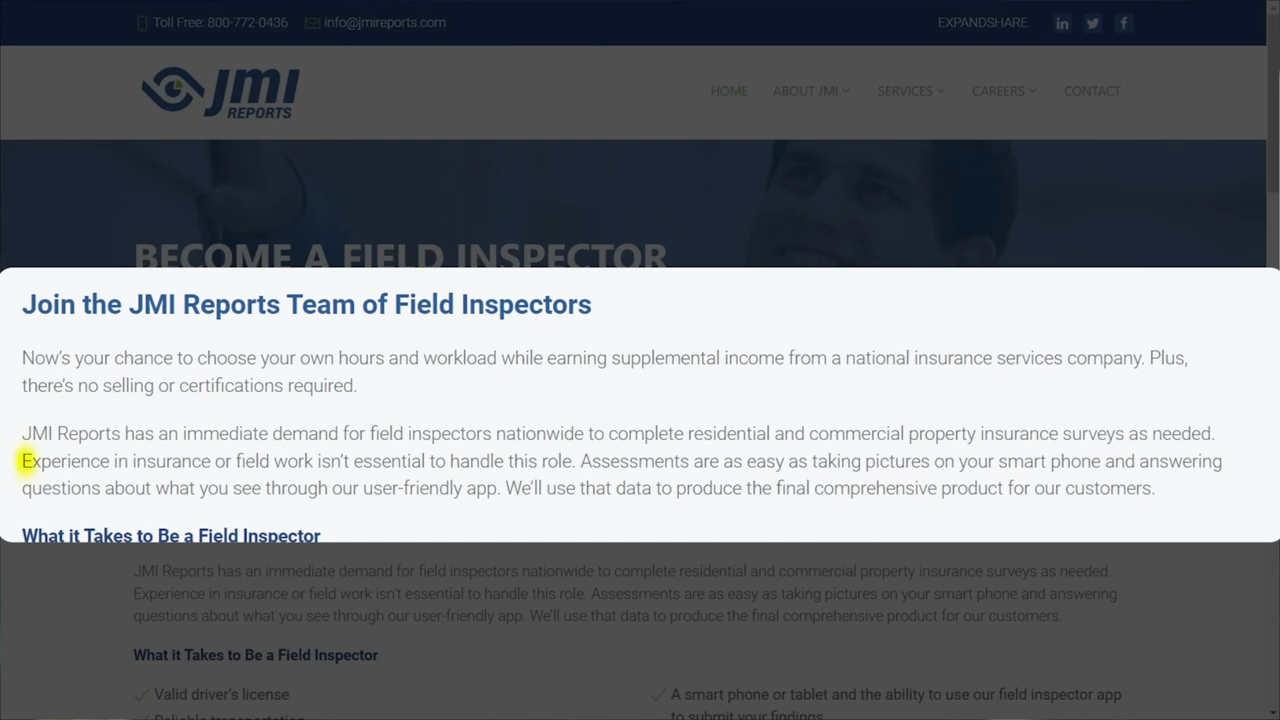 Toll Free: 800-772-0436 info@jmireports.com EXPANDSHARE in f
JMI REPORTS
HOME ABOUT JMI SERVICES CAREERS CONTACT
BECOME A FIELD INSPECTOR
Join the JMI Reports Team of Field Inspectors
Now's your chance to choose your own hours and workload while earning supplemental income from a national insurance services company. Plus,
there's no selling or certifications required.
JMI Reports has an immediate demand for field inspectors nationwide to complete residential and commercial property insurance surveys as needed.
Experience in insurance or field work isn't essential to handle this role. Assessments are as easy as taking pictures on your smart phone and answering
questions about what you see through our user-friendly app. We'll use that data to produce the final comprehensive product for our customers.
What it Takes to Be a Field Inspector
JMI Reports has an immediate demand for field inspectors nationwide to complete residential and commercial property insurance surveys as needed.
Experience in insurance or field work isn't essential to handle this role. Assessments are as easy as taking pictures on your smart phone and answering
questions about what you see through our user-friendly app. We'll use that data to produce the final comprehensive product for our customers.
What it Takes to Be a Field Inspector
Valid driver's license
Reliable transportation
A smart phone or tablet and the ability to use our field inspector app
to submit your findings